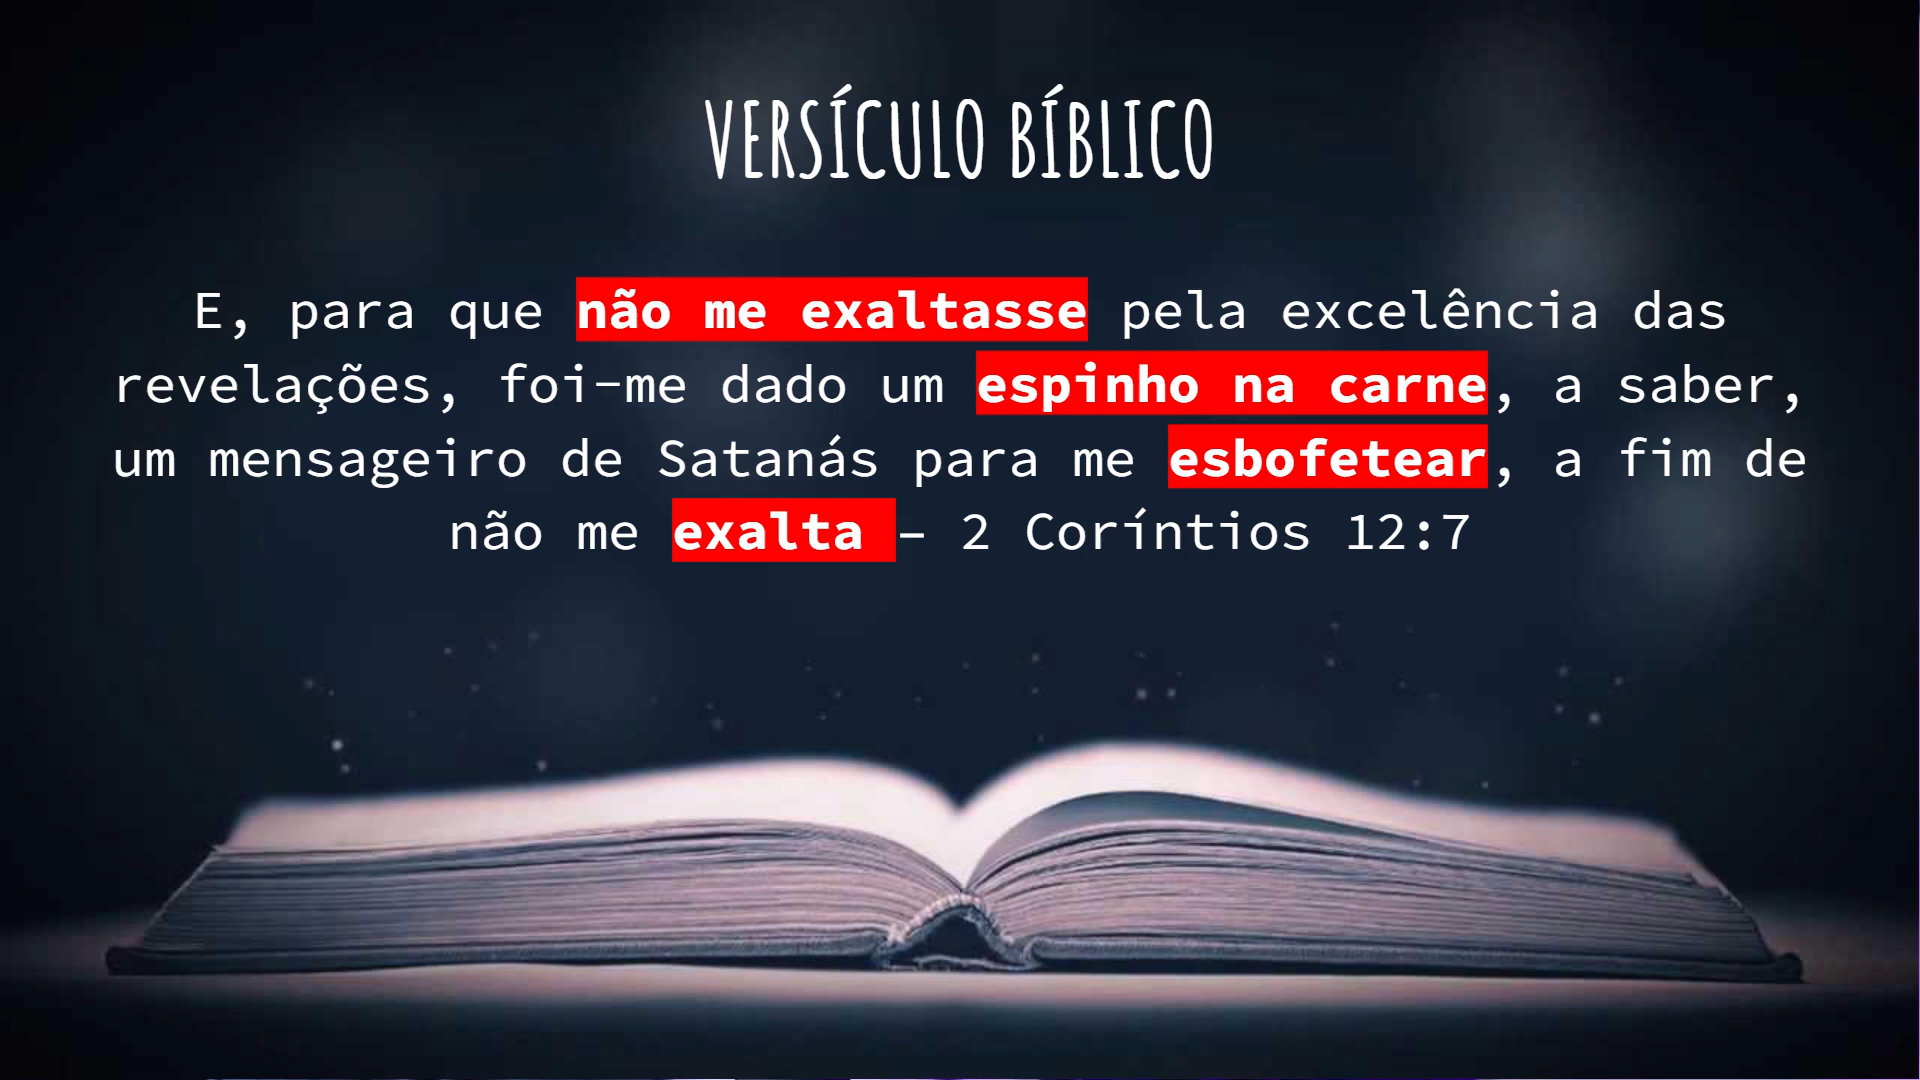 VERSÍCULO BÍBLICO
E, para que não me exaltasse pela excelência das
revelações, foi-me dado um espinho na carne, a saber,
um mensageiro de Satanás para me esbofetear, a fim de
não me exalta – 2 Coríntios 12:7